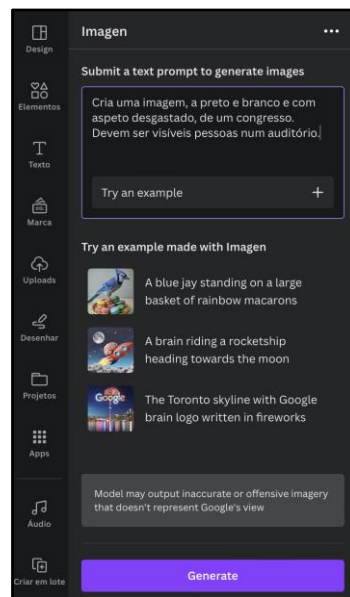 Design
Elementos
Texto
Marca
Uploads
Desenhar
Projetos
Apps
Áudio
Criar em lote
Imagen
Submit a text prompt to generate images
Cria uma imagem, a preto e branco e com
aspeto desgastado, de um congresso.
Devem ser visíveis pessoas num auditório.
Try an example
Try an example made with Imagen
A blue jay standing on a large
basket of rainbow macarons
A brain riding a rocketship
heading towards the moon
Google
The Toronto skyline with Google
brain logo written in fireworks
Model may output inaccurate or offensive imagery
that doesn't represent Google's view
Generate